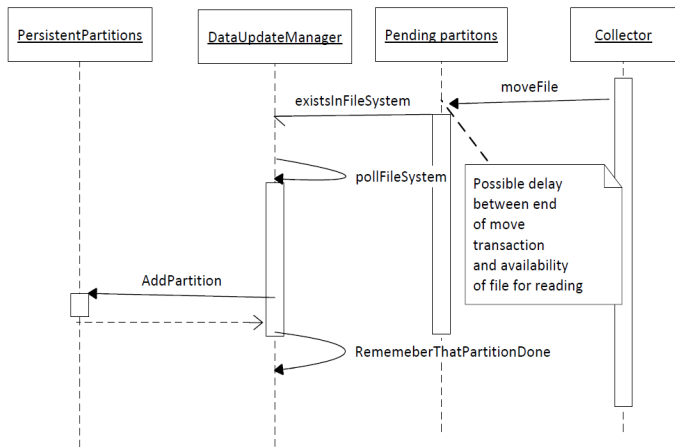 PersistentPartitions
DataUpdateManager
Pending partitons
Collector
moveFile
existsInFileSystem
pollFileSystem
Possible delay
between end
of move
transaction
and availability
of file for reading
AddPartition
RememeberThatPartitionDone